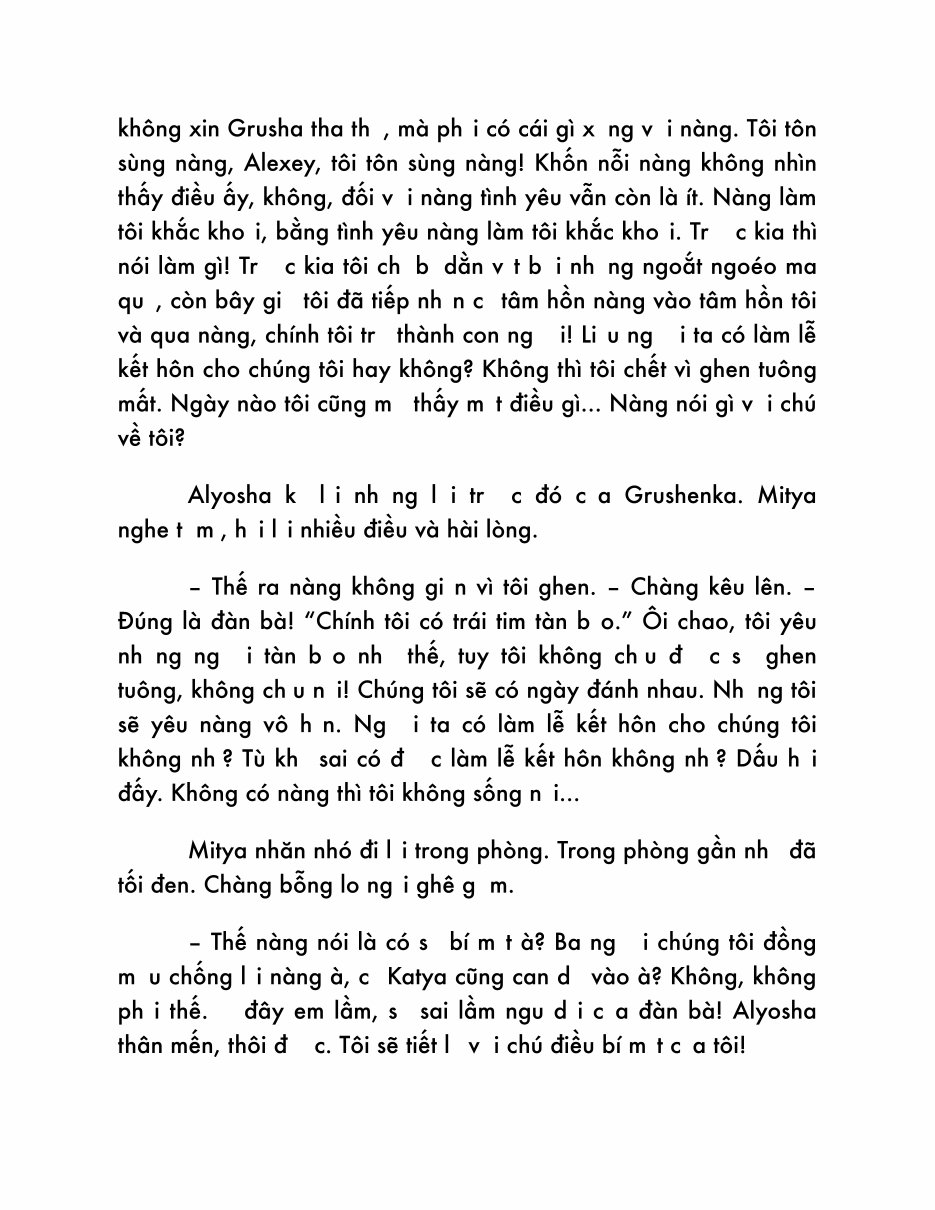 không xin Grusha tha th , mà ph i có cái gì x ng v i nàng. Tôi tôn
sùng nàng, Alexey, tôi tôn sùng nàng! Khốn nỗi nàng không nhìn
thấy điều ấy, không, đối v i nàng tình yêu vẫn còn là ít. Nàng làm
tôi khắc kho i, bằng tình yêu nàng làm tôi khắc kho i. Tr c kia thì
nói làm gì! Tr c kia tôi ch b dằn v t b i nh ng ngoắt ngoéo ma
qu , còn bây gi tôi đã tiếp nh n c tâm hồn nàng vào tâm hồn tôi
và qua nàng, chính tôi tr thành con ng i! Li u ng i ta có làm lễ
kết hôn cho chúng tôi hay không? Không thì tôi chết vì ghen tuông
mất. Ngày nào tôi cũng m thấy m t điều gì... Nàng nói gì v i chú
về tôi?
Alyosha k l i nh ng l i tr c đó c a Grushenka. Mitya
nghe t m , h i l i nhiều điều và hài lòng.
– Thế ra nàng không gi n vì tôi ghen. – Chàng kêu lên. –
Đúng là đàn bà! “Chính tôi có trái tim tàn b o.” Ôi chao, tôi yêu
nh ng ng i tàn b o nh thế, tuy tôi không ch u đ c s ghen
tuông, không ch u n i! Chúng tôi sẽ có ngày đánh nhau. Nh ng tôi
sẽ yêu nàng vô h n. Ng i ta có làm lễ kết hôn cho chúng tôi
không nh ? Tù kh sai có đ c làm lễ kết hôn không nh ? Dấu h i
đấy. Không có nàng thì tôi không sống n i...
Mitya nhăn nhó đi l i trong phòng. Trong phòng gần nh đã
tối đen. Chàng bỗng lo ng i ghê g m.
– Thế nàng nói là có s bí m t à? Ba ng i chúng tôi đồng
m u chống l i nàng à, c Katya cũng can d vào à? Không, không
ph i thế. đây em lầm, s sai lầm ngu d i c a đàn bà! Alyosha
thân mến, thôi đ c. Tôi sẽ tiết l v i chú điều bí m t c a tôi!